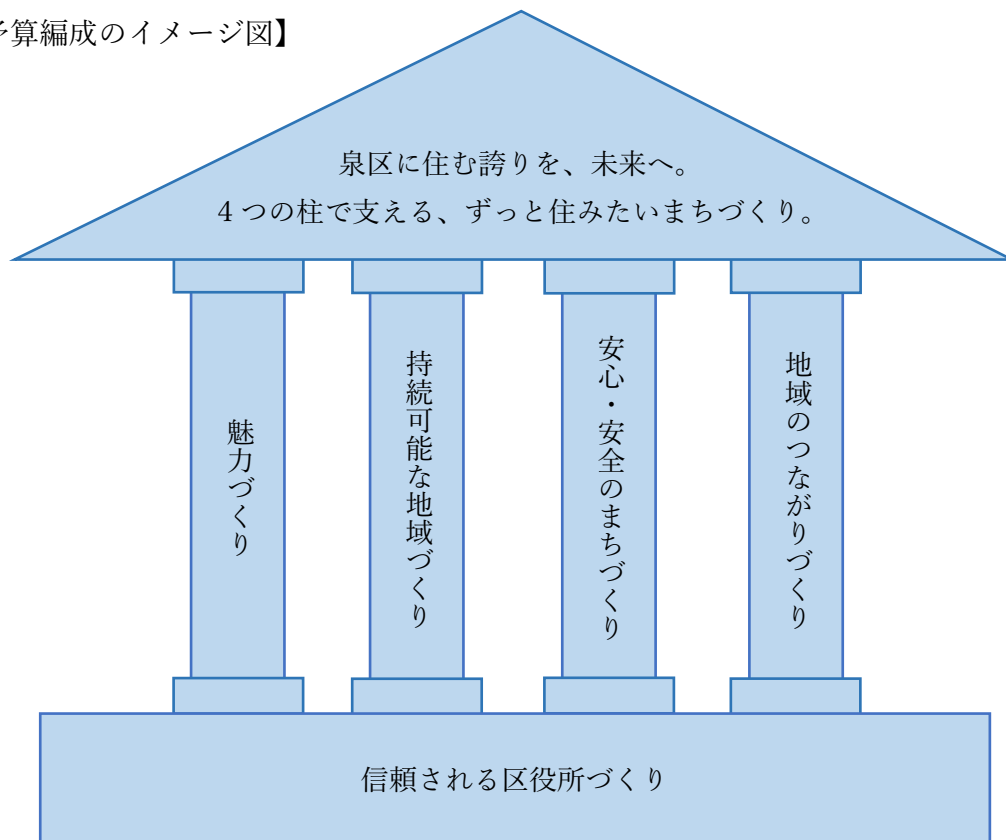 算編成のイメージ図】
泉区に住む誇りを、未来へ。
４つの柱で支える、ずっと住みたいまちづくり。
魅力づくり
持続可能な地域づくり
安心・安全のまちづくり
地域のつながりづくり
信頼される区役所づくり